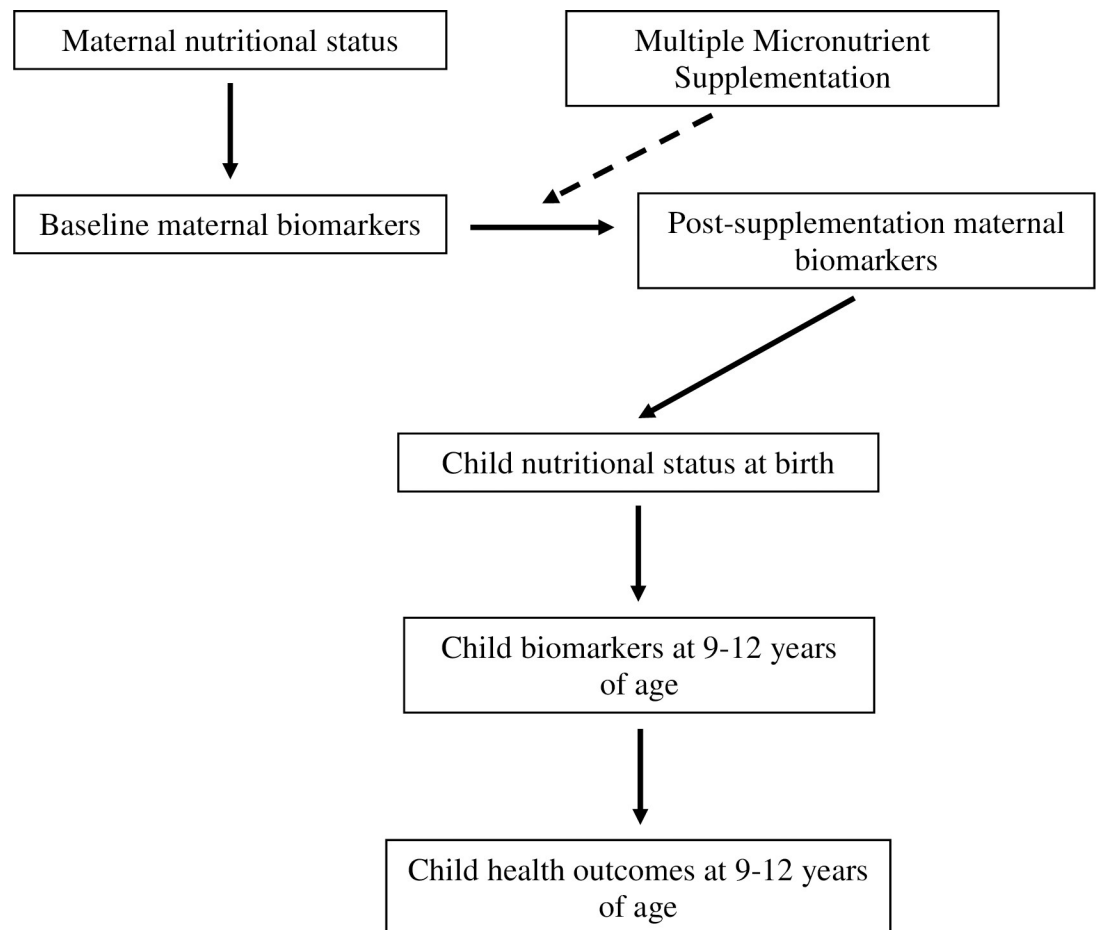 Maternal nutritional status
Multiple Micronutrient
Supplementation
Baseline maternal biomarkers
Post-supplementation maternal
biomarkers
Child nutritional status at birth
Child biomarkers at 9-12 years
of age
Child health outcomes at 9-12 years
of age